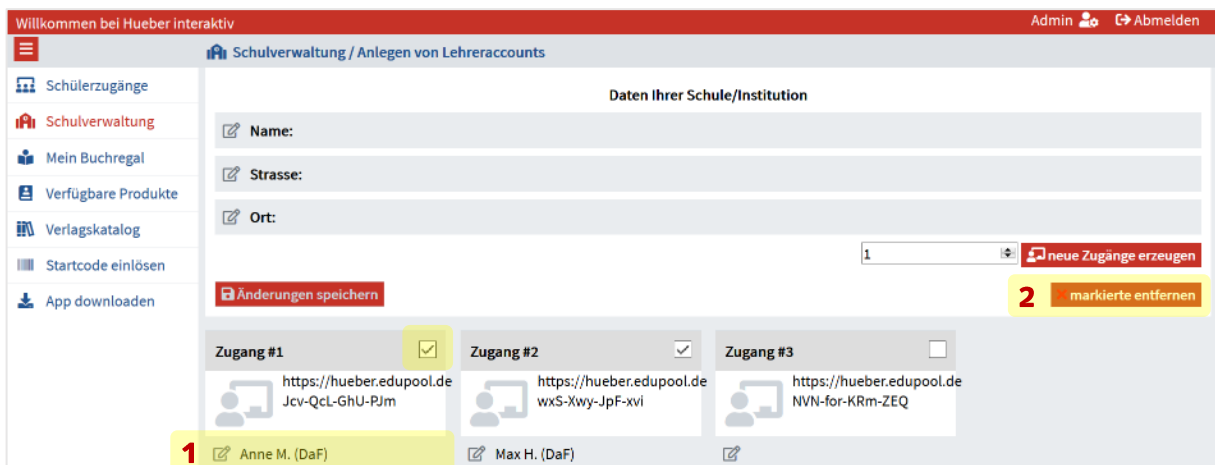 Willkommen bei Hueber interaktiv
Admin
Abmelden
Schulverwaltung / Anlegen von Lehreraccounts
Schülerzugänge
Schulverwaltung
Mein Buchregal
Verfügbare Produkte
Verlagskatalog
Startcode einlösen
App downloaden
Daten Ihrer Schule/Institution
Name:
Strasse:
Ort:
1
neue Zugänge erzeugen
Änderungen speichern
2
markierte entfernen
Zugang #1
https://hueber.edupool.de
Jcv-QcL-GhU-PJm
1
Anne M. (DaF)
Zugang #2
https://hueber.edupool.de
wxS-Xwy-JpF-xvi
Max H. (DaF)
Zugang #3
https://hueber.edupool.de
NVN-for-KRm-ZEQ